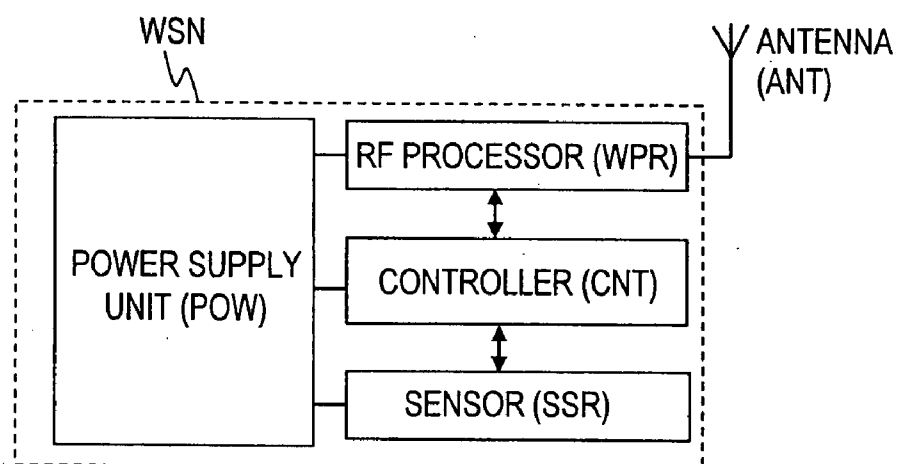 WSN
ANTENNA
(ANT)
RF PROCESSOR (WPR)
POWER SUPPLY
UNIT (POW)
CONTROLLER (CNT)
SENSOR (SSR)